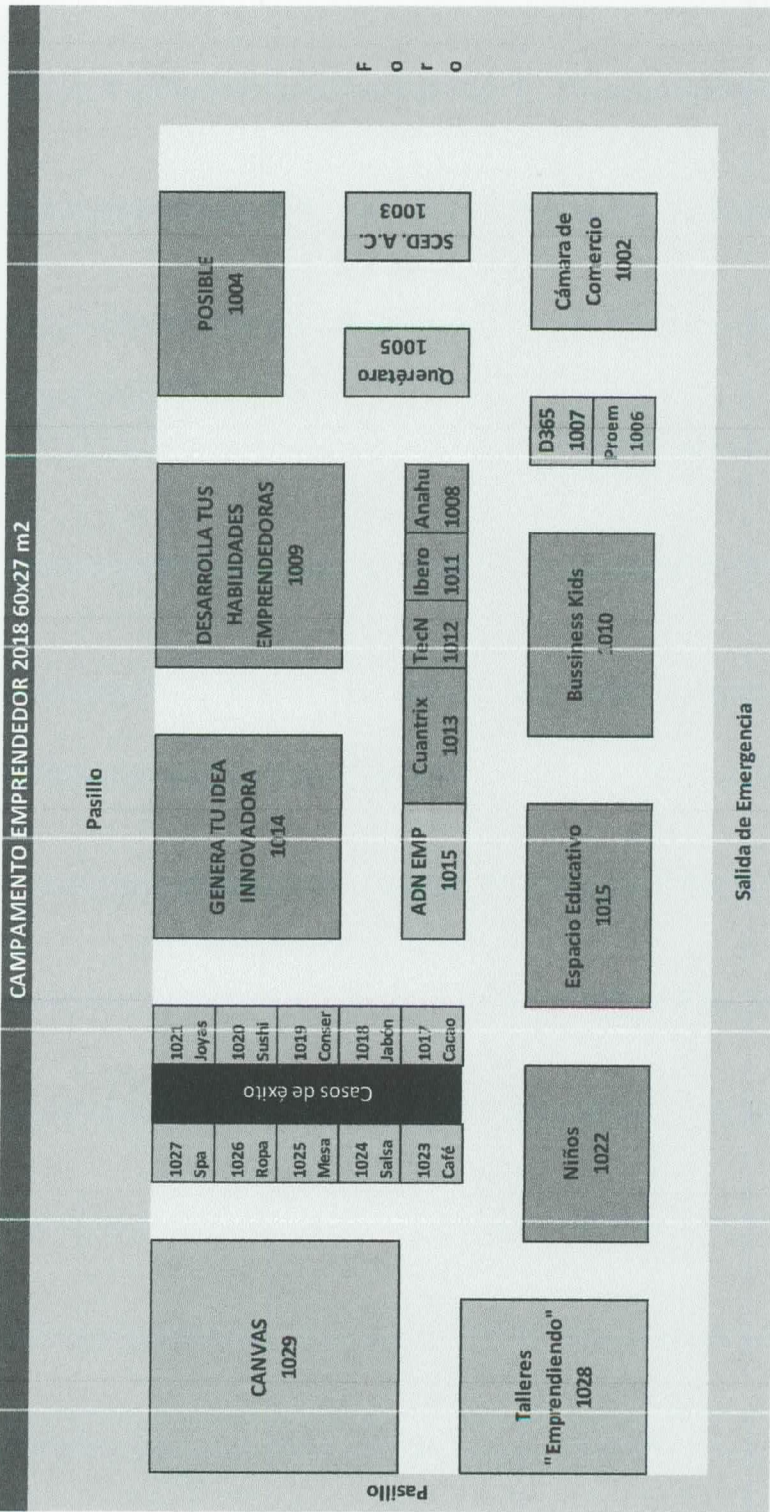 CAMPAMENTO EMPRENDEDOR 2018 60x27 m2
Pasillo
Pasillo
CANVAS
1029
1027
Spa
1026
Ropa
1025
Mesa
1024
Salsa
1023
Café
Casos de éxito
1021
Joyas
1020
Sushi
1019
Conser
1018
Jabón
1017
Cacao
GENERA TU IDEA
INNOVADORA
1014
DESARROLLA TUS
HABILIDADES
EMPRENDEDORAS
1009
POSIBLE
1004
ADN EMP
1015
Cuantrix
1013
TecN
1012
Ibero
1011
Anahu
1008
Querétaro
1005
SCED. A.C.
1003
Foro
Talleres
"Emprendiendo"
1028
Niños
1022
Espacio Educativo
1015
Bussiness Kids
1010
D365
1007
Proem
1006
Cámara de
Comercio
1002
Salida de Emergencia